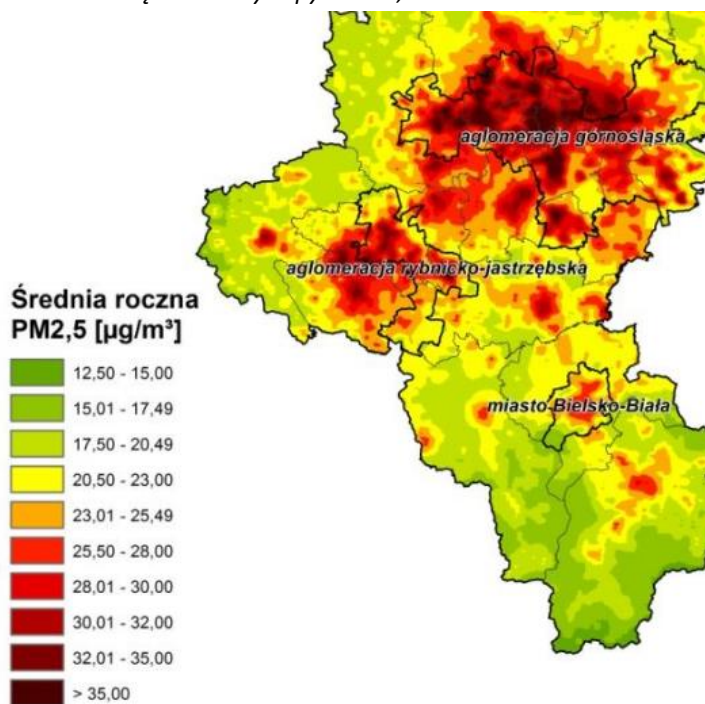 aglomeracja górnośląska
aglomeracja rybnicko-jastrzębska
miasto Bielsko-Biała
Średnia roczna
PM2,5 [µg/m³]
12,50 - 15,00
15,01 - 17,49
17,50 - 20,49
20,50 - 23,00
23,01 - 25,49
25,50 - 28,00
28,01 - 30,00
30,01 - 32,00
32,01 - 35,00
> 35,00